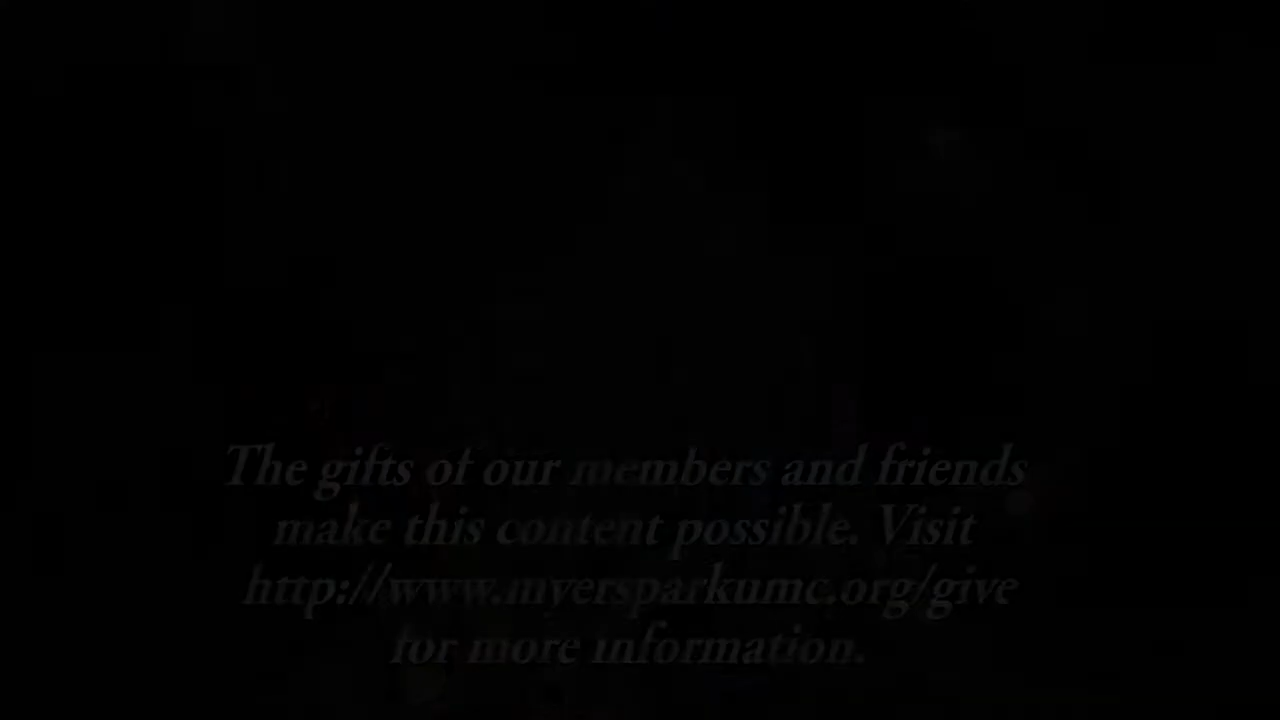 The gifts of our members and friends
make this content possible. Visit
http://www.myersparkumc.org/give
for more information.